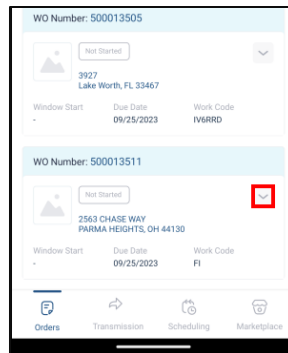 WO Number: 500013505
Not Started
3927
Lake Worth, FL 33467
Window Start Due Date Work Code
- 09/25/2023 IV6RRD
WO Number: 500013511
Not Started
2563 CHASE WAY
PARMA HEIGHTS, OH 44130
Window Start Due Date Work Code
- 09/25/2023 FI
Orders Transmission Scheduling Marketplace